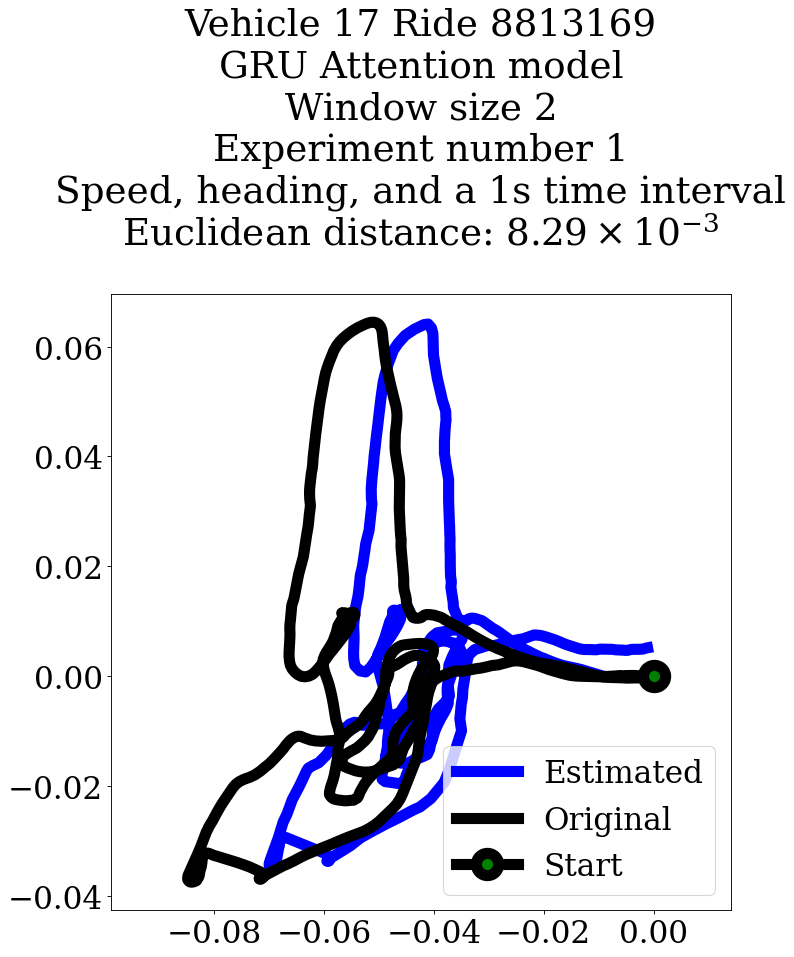 Vehicle 17 Ride 8813169
GRU Attention model
Window size 2
Experiment number 1
Speed, heading, and a 1s time interval
Euclidean distance: 8.29 × 10⁻³
0.06
0.04
0.02
0.00
−0.02
−0.04
Estimated
Original
Start
−0.08 −0.06 −0.04 −0.02 0.00